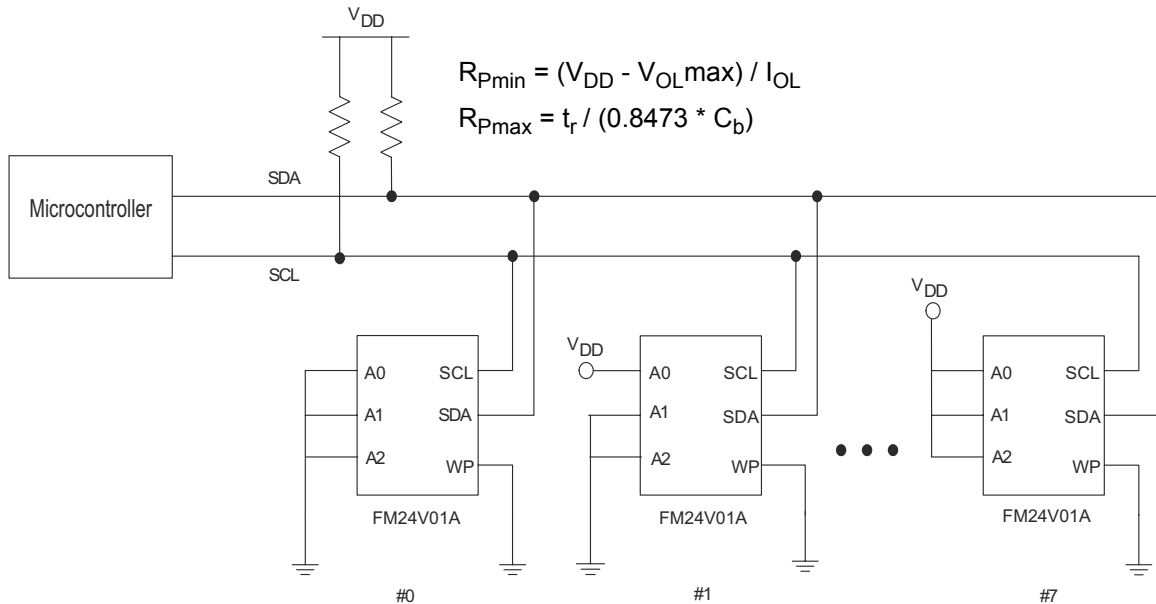 VDD
RPmin = (VDD - VOLmax) / IOL
RPmax = tr / (0.8473 * Cb)
Microcontroller
SDA
SCL
VDD
VDD
A0
SCL
A1
SDA
A2
WP
FM24V01A
#0
A0
SCL
A1
SDA
A2
WP
FM24V01A
#1
A0
SCL
A1
SDA
A2
WP
FM24V01A
#7